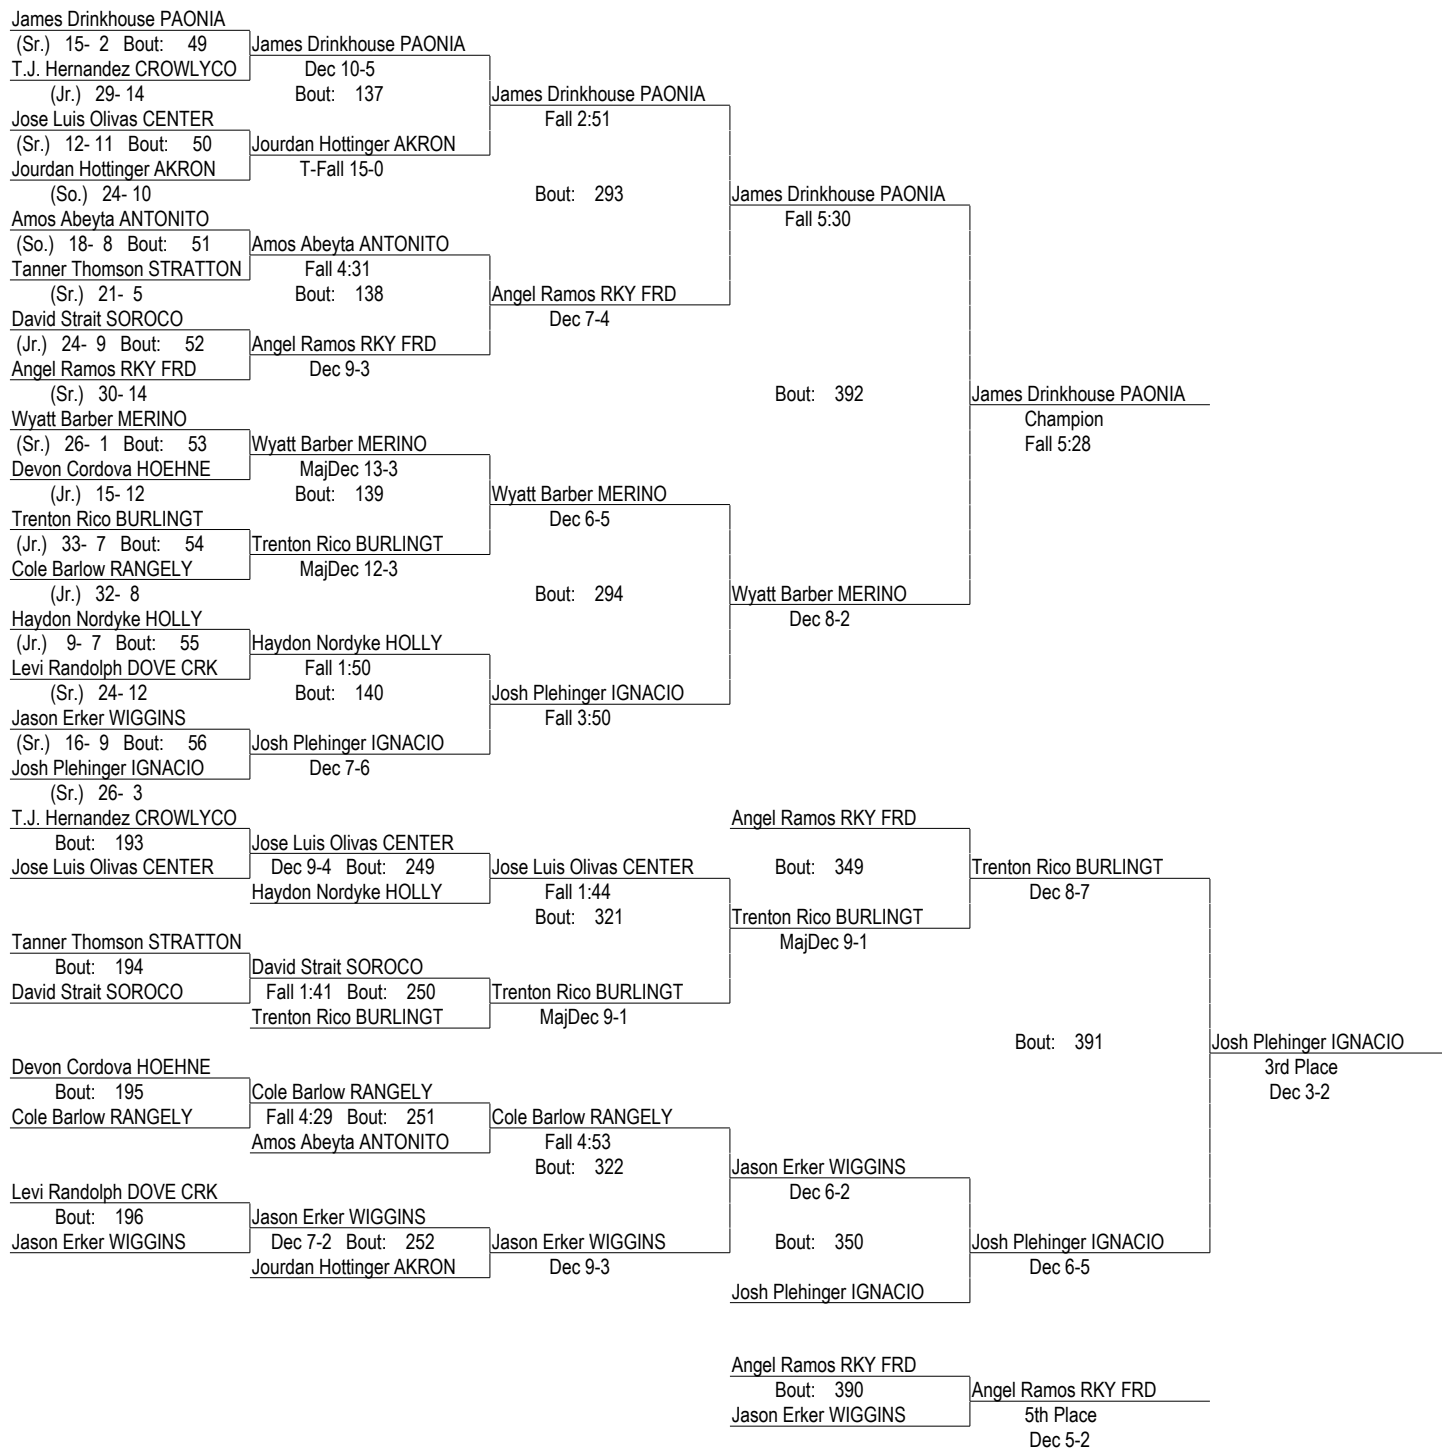 James Drinkhouse PAONIA
(Sr.) 15- 2 Bout: 49 James Drinkhouse PAONIA
T.J. Hernandez CROWLYCO Dec 10-5
(Jr.) 29- 14 Bout: 137 James Drinkhouse PAONIA
Jose Luis Olivas CENTER Fall 2:51
(Sr.) 12- 11 Bout: 50 Jourdan Hottinger AKRON
Jourdan Hottinger AKRON T-Fall 15-0
(So.) 24- 10 Bout: 293 James Drinkhouse PAONIA
Amos Abeyta ANTONITO Fall 5:30
(So.) 18- 8 Bout: 51 Amos Abeyta ANTONITO
Tanner Thomson STRATTON Fall 4:31
(Sr.) 21- 5 Bout: 138 Angel Ramos RKY FRD
David Strait SOROCO Dec 7-4
(Jr.) 24- 9 Bout: 52 Angel Ramos RKY FRD
Angel Ramos RKY FRD Dec 9-3
(Sr.) 30- 14 Bout: 392 James Drinkhouse PAONIA
Wyatt Barber MERINO Champion
(Sr.) 26- 1 Bout: 53 Wyatt Barber MERINO Fall 5:28
Devon Cordova HOEHNE MajDec 13-3
(Jr.) 15- 12 Bout: 139 Wyatt Barber MERINO
Trenton Rico BURLINGT Dec 6-5
(Jr.) 33- 7 Bout: 54 Trenton Rico BURLINGT
Cole Barlow RANGELY MajDec 12-3
(Jr.) 32- 8 Bout: 294 Wyatt Barber MERINO
Haydon Nordyke HOLLY Dec 8-2
(Jr.) 9- 7 Bout: 55 Haydon Nordyke HOLLY
Levi Randolph DOVE CRK Fall 1:50
(Sr.) 24- 12 Bout: 140 Josh Plehinger IGNACIO
Jason Erker WIGGINS Fall 3:50
(Sr.) 16- 9 Bout: 56 Josh Plehinger IGNACIO
Josh Plehinger IGNACIO Dec 7-6
(Sr.) 26- 3
T.J. Hernandez CROWLYCO Angel Ramos RKY FRD
Bout: 193 Jose Luis Olivas CENTER
Jose Luis Olivas CENTER Dec 9-4 Bout: 249 Jose Luis Olivas CENTER Bout: 349 Trenton Rico BURLINGT
Haydon Nordyke HOLLY Fall 1:44 Dec 8-7
Bout: 321 Trenton Rico BURLINGT
Tanner Thomson STRATTON MajDec 9-1
Bout: 194 David Strait SOROCO
David Strait SOROCO Fall 1:41 Bout: 250 Trenton Rico BURLINGT
Trenton Rico BURLINGT MajDec 9-1
Bout: 391 Josh Plehinger IGNACIO
Devon Cordova HOEHNE 3rd Place
Bout: 195 Cole Barlow RANGELY Dec 3-2
Cole Barlow RANGELY Fall 4:29 Bout: 251 Cole Barlow RANGELY
Amos Abeyta ANTONITO Fall 4:53
Bout: 322 Jason Erker WIGGINS
Levi Randolph DOVE CRK Dec 6-2
Bout: 196 Jason Erker WIGGINS
Jason Erker WIGGINS Dec 7-2 Bout: 252 Jason Erker WIGGINS Bout: 350 Josh Plehinger IGNACIO
Jourdan Hottinger AKRON Dec 9-3 Dec 6-5
Josh Plehinger IGNACIO
Angel Ramos RKY FRD
Bout: 390 Angel Ramos RKY FRD
Jason Erker WIGGINS 5th Place
Dec 5-2